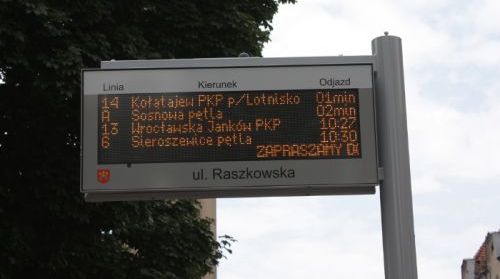 Linia Kierunek Odjazd
14 Kołatajew PKP p/Lotnisko 01min
A Sosnowa pętla 02min
13 Wrocławska Janków PKP 10:27
6 Sieroszewice pętla 10:30
ZAPRASZAMY DO
ul. Raszkowska